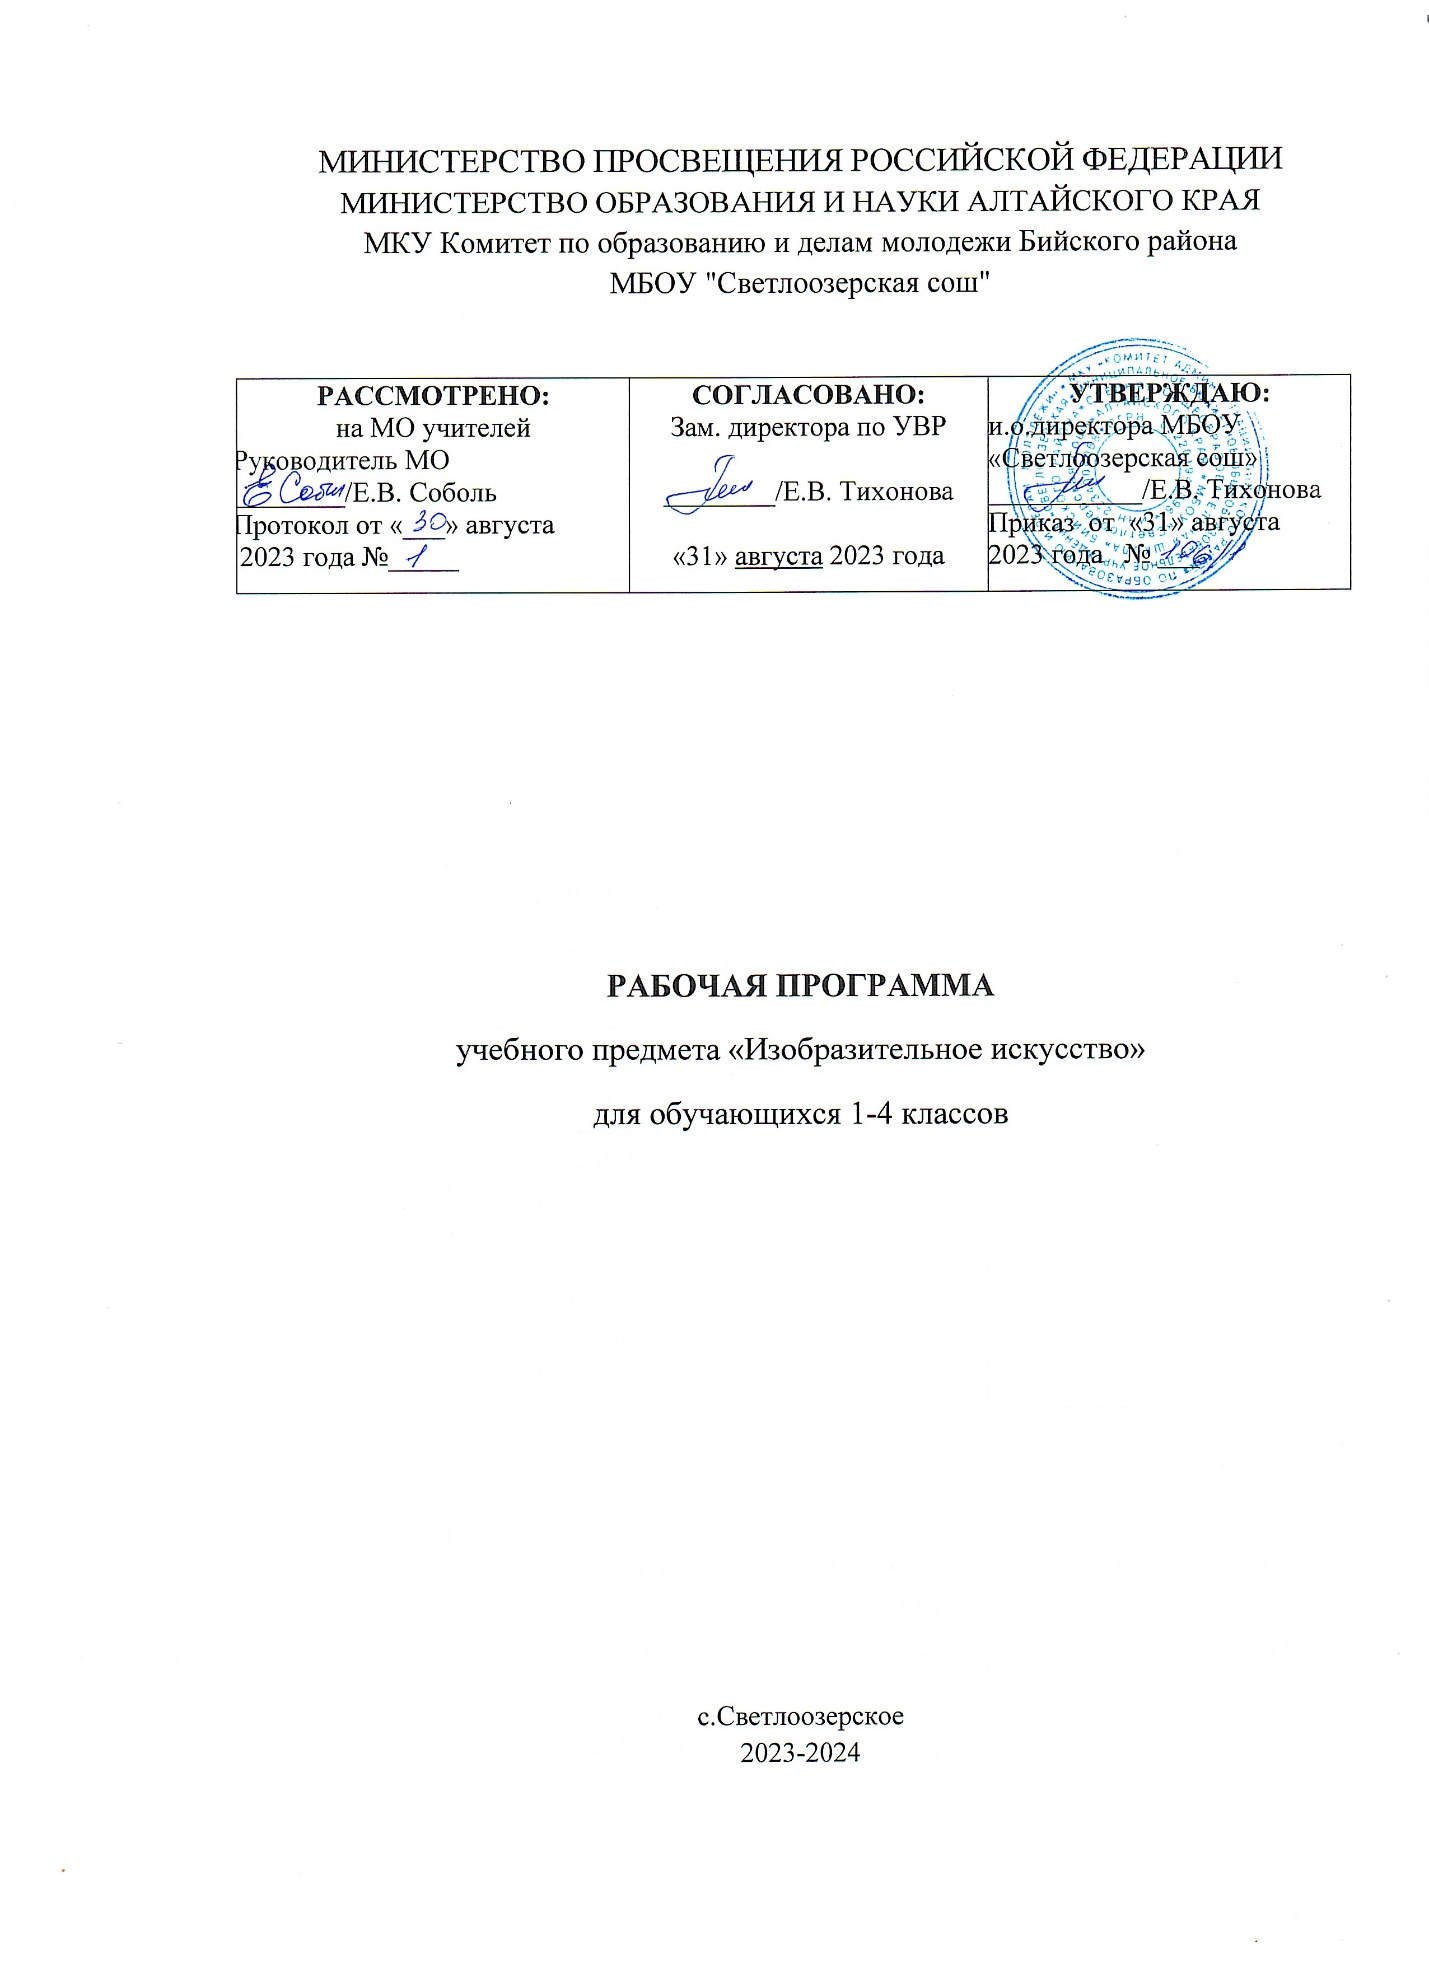 МИНИСТЕРСТВО ПРОСВЕЩЕНИЯ РОССИЙСКОЙ ФЕДЕРАЦИИ
МИНИСТЕРСТВО ОБРАЗОВАНИЯ И НАУКИ АЛТАЙСКОГО КРАЯ
МКУ Комитет по образованию и делам молодежи Бийского района
МБОУ "Светлоозерская сош"
РАССМОТРЕНО:
на МО учителей
Руководитель МО
/Е.В. Соболь
Протокол от «30» августа
2023 года № 1
СОГЛАСОВАНО:
Зам. директора по УВР
/Е.В. Тихонова
«31» августа 2023 года
УТВЕРЖДАЮ:
и.о.директора МБОУ
«Светлоозерская сош»
/Е.В. Тихонова
Приказ от «31» августа
2023 года №
РАБОЧАЯ ПРОГРАММА
учебного предмета «Изобразительное искусство»
для обучающихся 1-4 классов
с.Светлоозерское
2023-2024